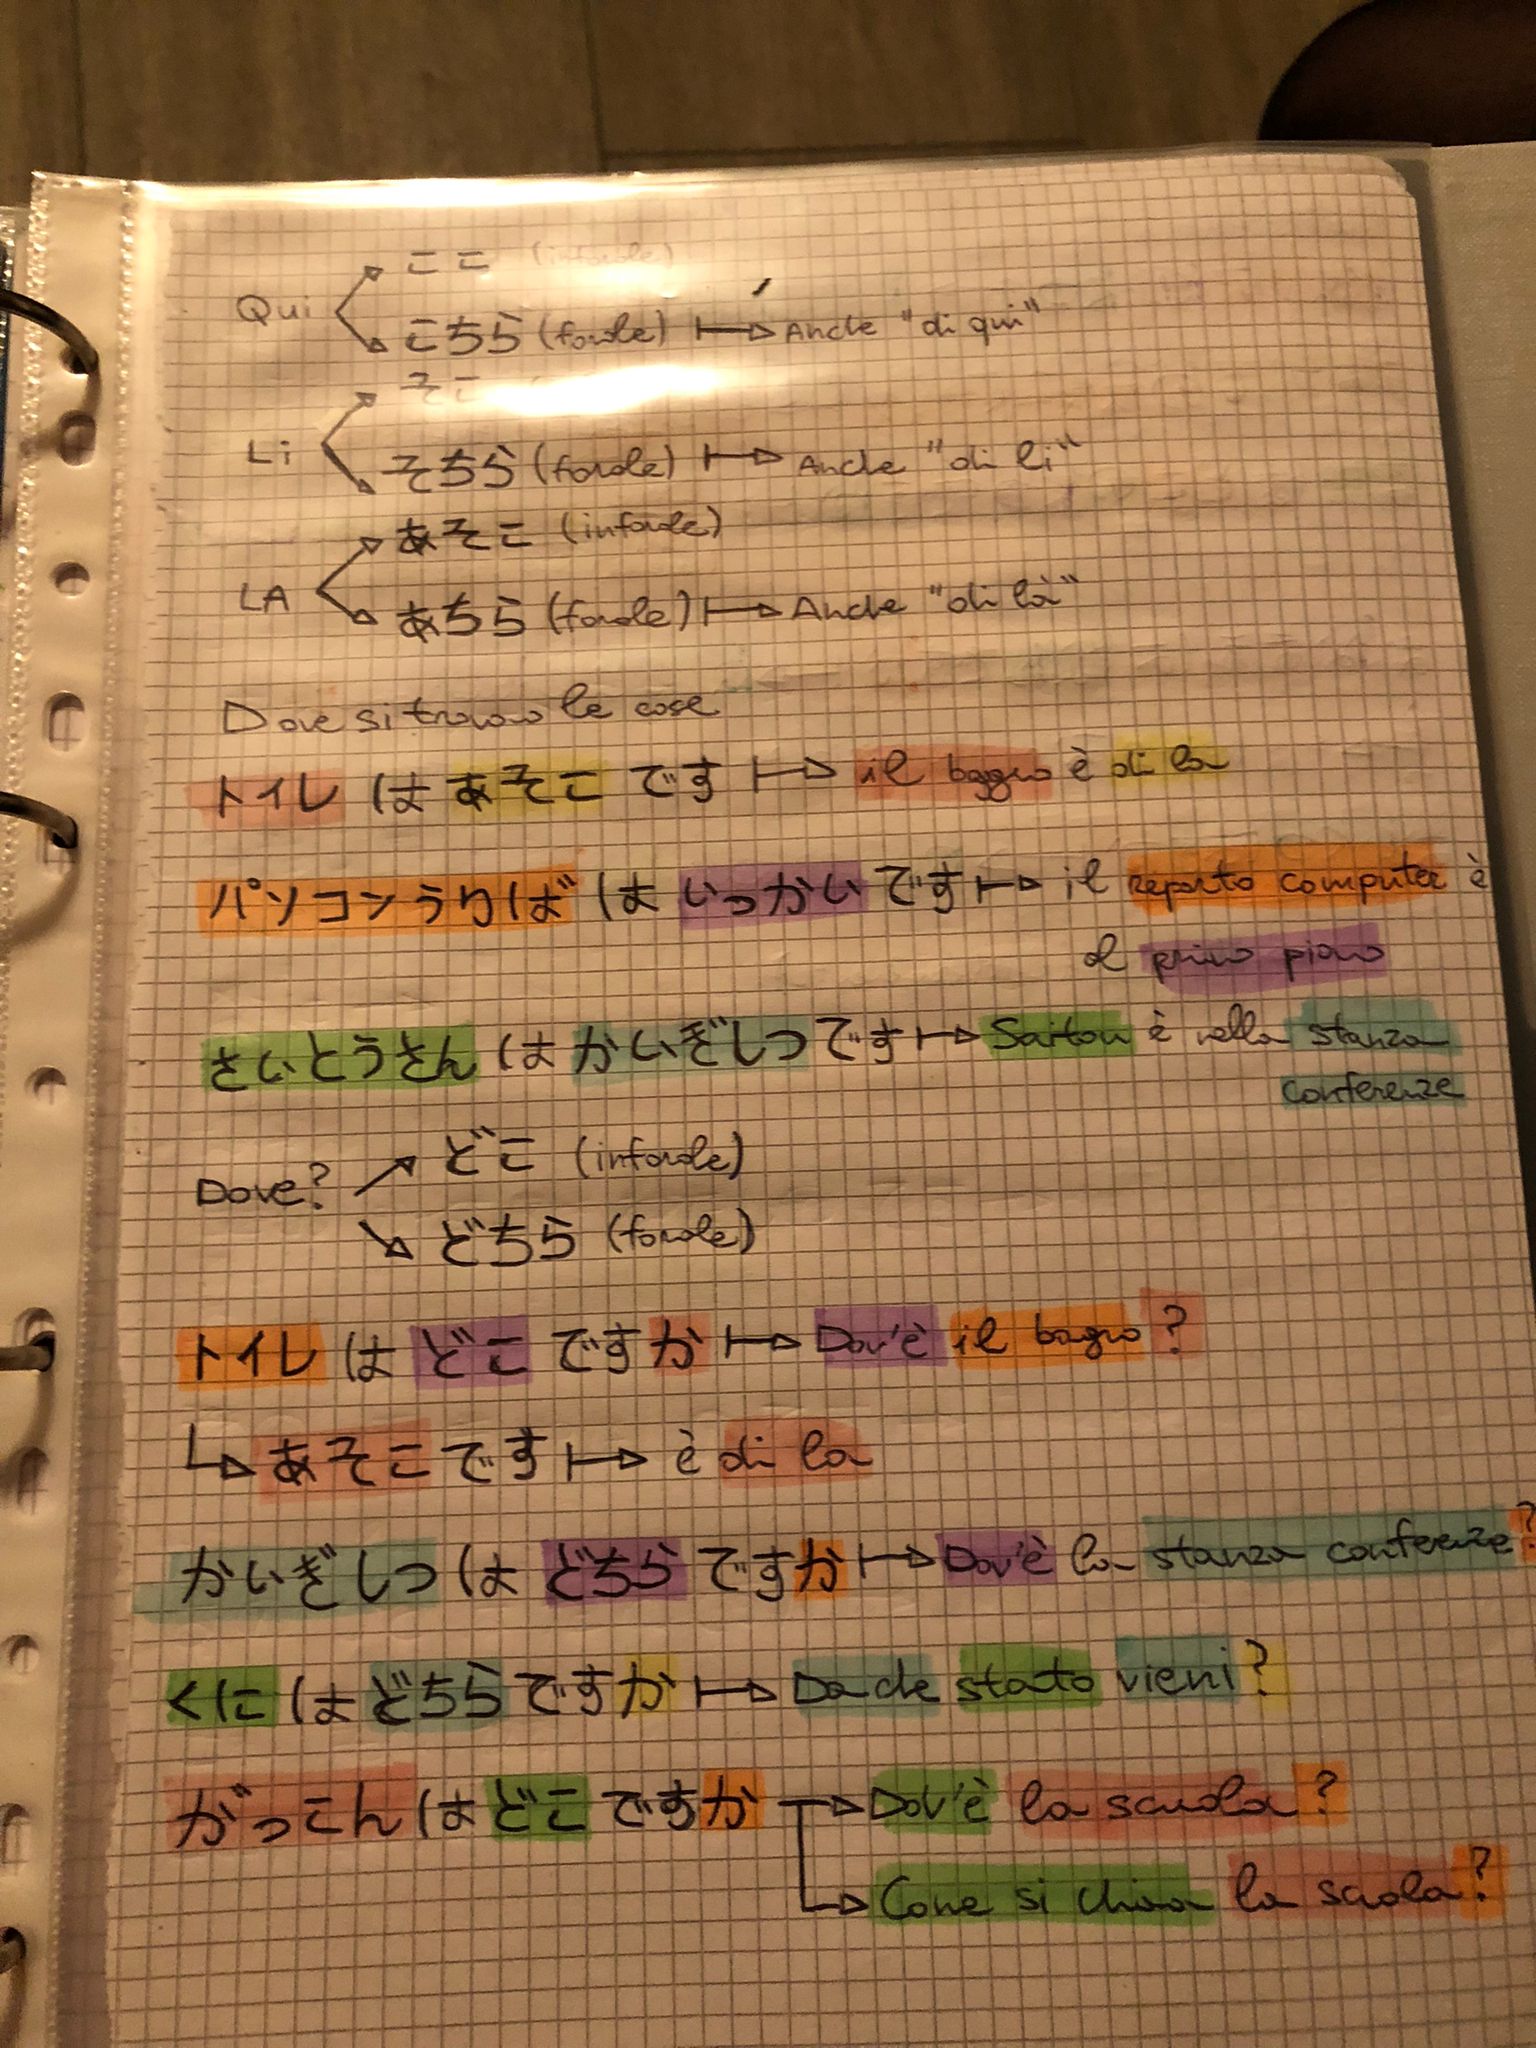 Qui ここ (informale)
こちら (formale) Anche "di qui"
Lì そこ
そちら (formale) Anche "di lì"
LÀ あそこ (informale)
あちら (formale) Anche "di là"
Dove si trovano le cose
トイレ は あそこ です il bagno è di là
パソコンうりば は いっかい です il reparto computer è
al primo piano
さいとうさん は かいぎしつ です Saitou è nella stanza
conferenze
Dove? どこ (informale)
どちら (formale)
トイレ は どこ ですか Dov'è il bagno?
あそこ です è di la
かいぎしつ は どちら ですか Dov'è la stanza conferenze?
くに は どちら ですか Da che stato vieni?
がっこん は どこ ですか Dov'è la scuola?
Come si chiama la scuola?